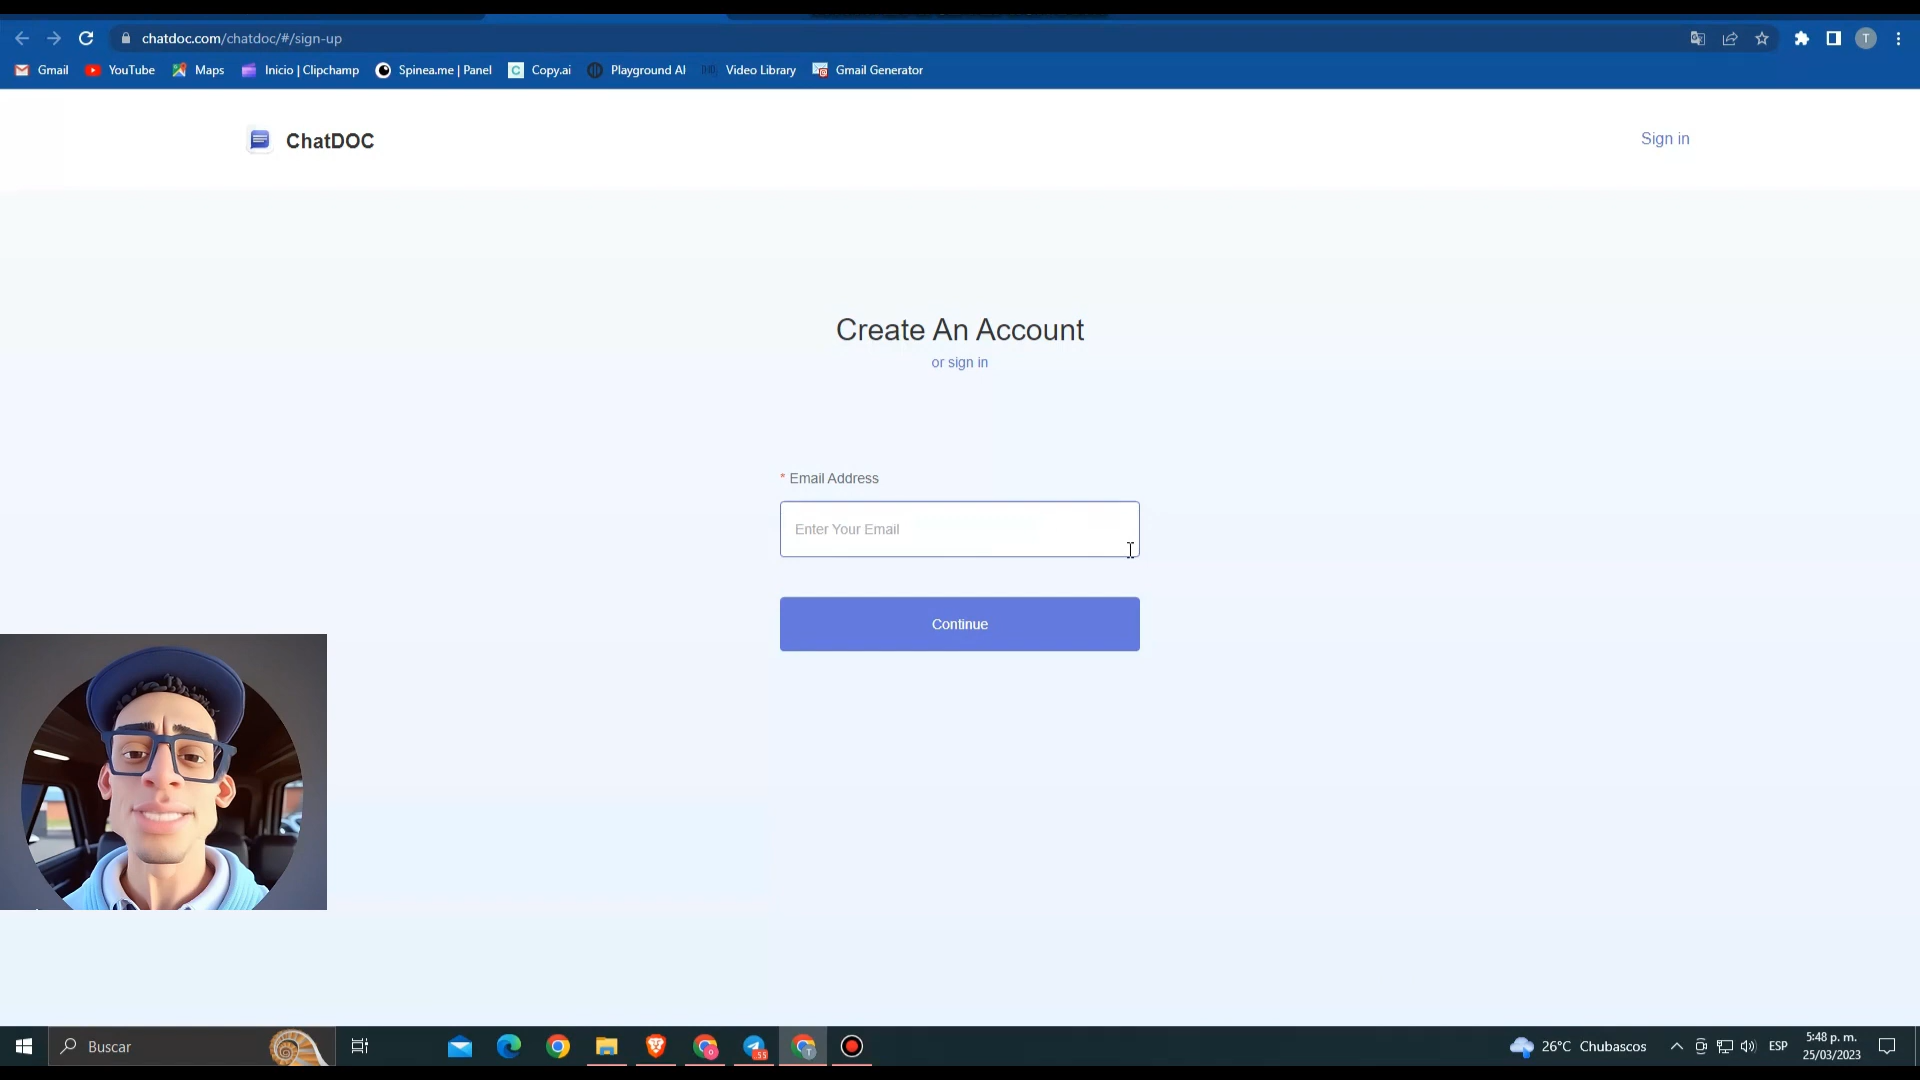 chatdoc.com/chatdoc/#/sign-up
T
Gmail
YouTube
Maps
Inicio | Clipchamp
Spinea.me | Panel
C
Copy.ai
Playground AI
Video Library
Gmail Generator
ChatDOC
Sign in
Create An Account
or sign in
* Email Address
Enter Your Email
Continue
Buscar
55
T
26°C Chubascos
ESP
5:48 p. m.
25/03/2023